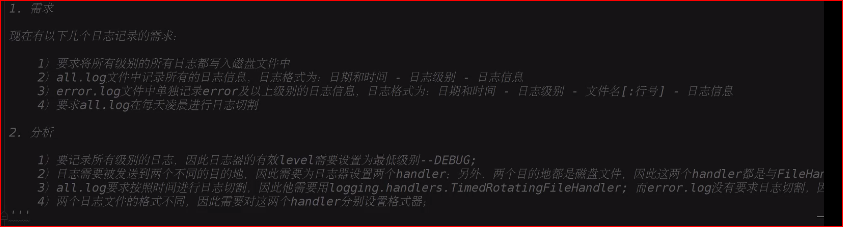 1. 需求
现在有以下几个日志记录的需求:
1）要求将所有级别的所有日志都写入磁盘文件中
2）all.log文件中记录所有的日志信息，日志格式为：日期和时间 - 日志级别 - 日志信息
3）error.log文件中单独记录error及以上级别的日志信息，日志格式为：日期和时间 - 日志级别 - 文件名[:行号] - 日志信息
4）要求all.log在每天凌晨进行日志切割
2. 分析
1）要记录所有级别的日志，因此日志器的有效level需要设置为最低级别--DEBUG;
2）日志需要被发送到两个不同的目的地，因此需要为日志器设置两个handler；另外，两个目的地都是磁盘文件，因此这两个handler都是与FileHan
3）all.log要求按照时间进行日志切割，因此他需要用logging.handlers.TimedRotatingFileHandler; 而error.log没有要求日志切割，因
4）两个日志文件的格式不同，因此需要对这两个handler分别设置格式器;
'''